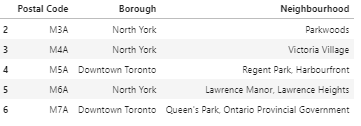 Postal Code Borough Neighbourhood
2 M3A North York Parkwoods
3 M4A North York Victoria Village
4 M5A Downtown Toronto Regent Park, Harbourfront
5 M6A North York Lawrence Manor, Lawrence Heights
6 M7A Downtown Toronto Queen's Park, Ontario Provincial Government